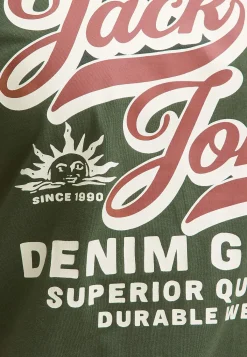 Jack
Jo
SINCE 1990
DENIM G
SUPERIOR QU
DURABLE WE